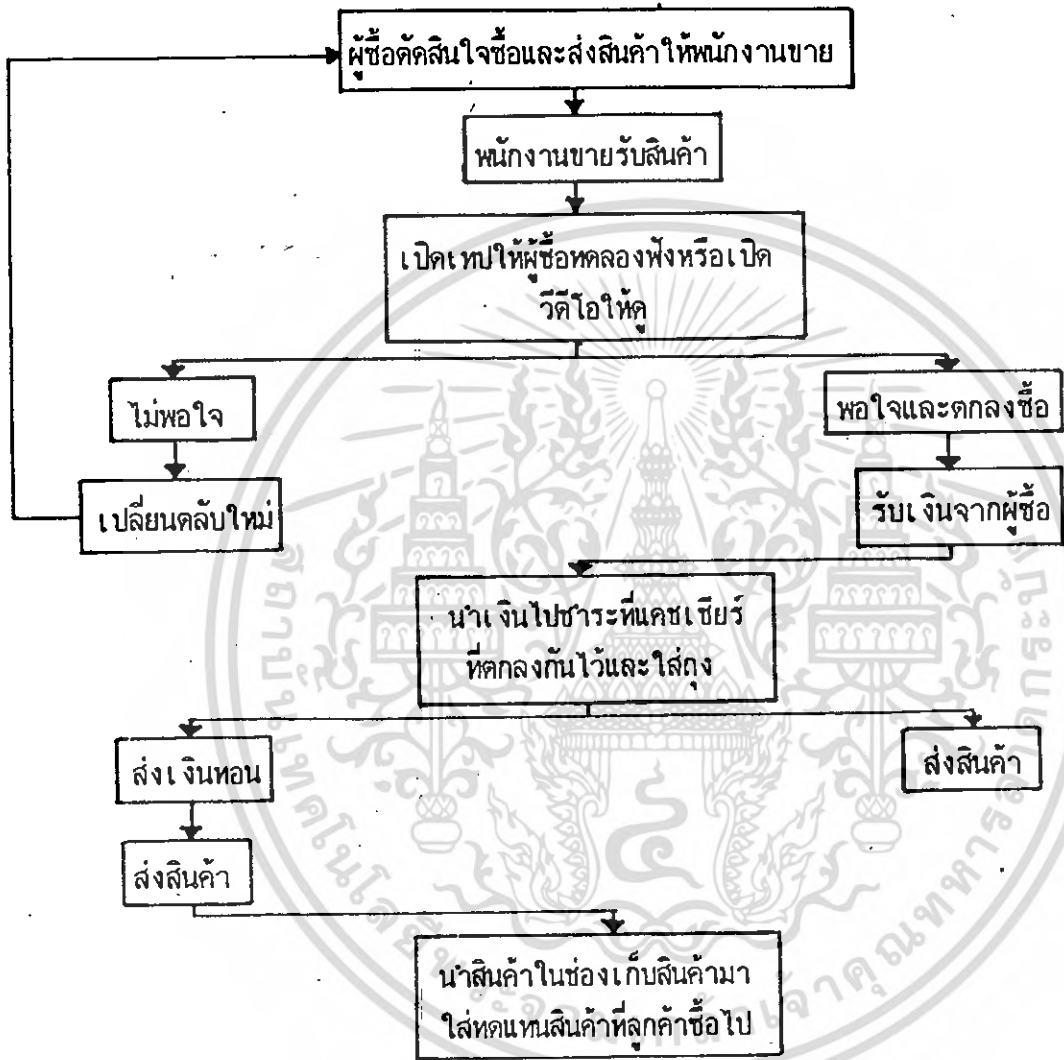 ผู้ซื้อตัดสินใจซื้อและส่งสินค้าให้พนักงานขาย
พนักงานขายรับสินค้า
เปิดเทปให้ผู้ซื้อทดลองฟังหรือเปิด
วีดีโอให้ดู
ไม่พอใจ
พอใจและตกลงซื้อ
เปลี่ยนตลับใหม่
รับเงินจากผู้ซื้อ
นำเงินไปชำระที่แคชเชียร์
ที่ตกลงกันไว้และใส่ถุง
ส่งเงินทอน
ส่งสินค้า
ส่งสินค้า
นำสินค้าในช่องเก็บสินค้ามา
ใส่ทดแทนสินค้าที่ลูกค้าซื้อไป